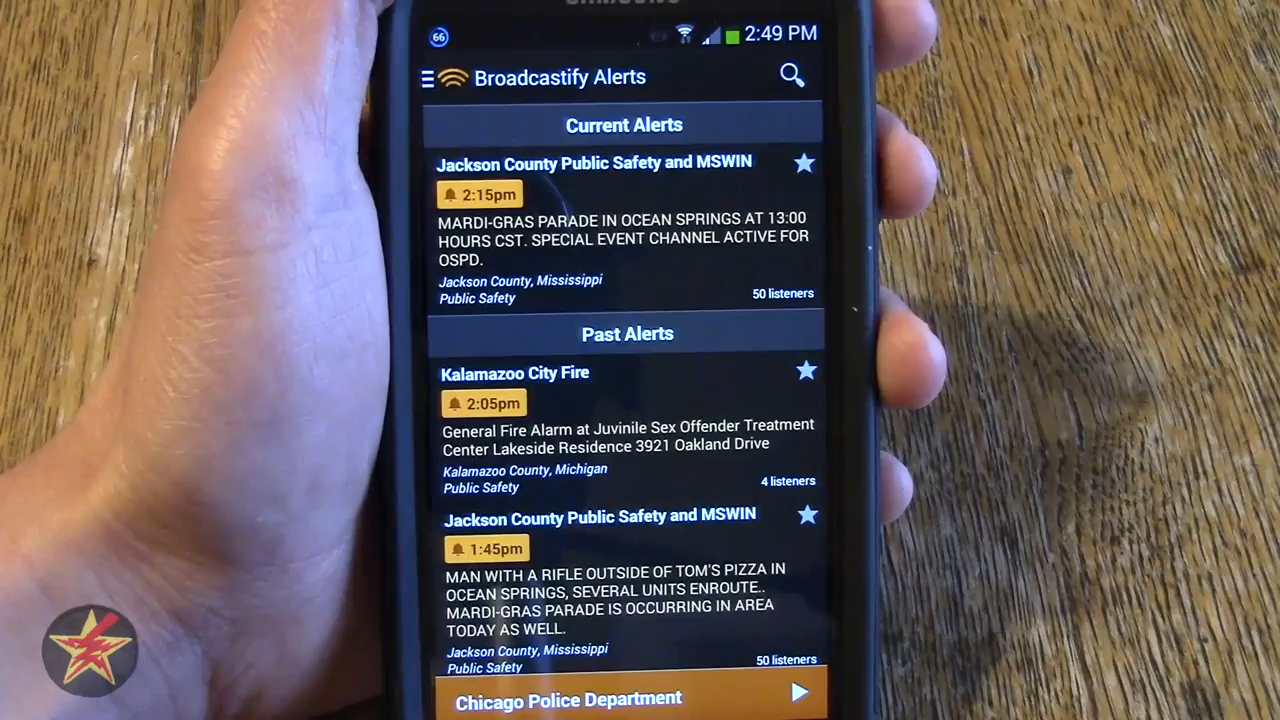 SAMSUNG
66
2:49 PM
Broadcastify Alerts
Current Alerts
Jackson County Public Safety and MSWIN
2:15pm
MARDI-GRAS PARADE IN OCEAN SPRINGS AT 13:00
HOURS CST. SPECIAL EVENT CHANNEL ACTIVE FOR
OSPD.
Jackson County, Mississippi
Public Safety
50 listeners
Past Alerts
Kalamazoo City Fire
2:05pm
General Fire Alarm at Juvinile Sex Offender Treatment
Center Lakeside Residence 3921 Oakland Drive
Kalamazoo County, Michigan
Public Safety
4 listeners
Jackson County Public Safety and MSWIN
1:45pm
MAN WITH A RIFLE OUTSIDE OF TOM'S PIZZA IN
OCEAN SPRINGS, SEVERAL UNITS ENROUTE..
MARDI-GRAS PARADE IS OCCURRING IN AREA
TODAY AS WELL.
Jackson County, Mississippi
Public Safety
50 listeners
Chicago Police Department